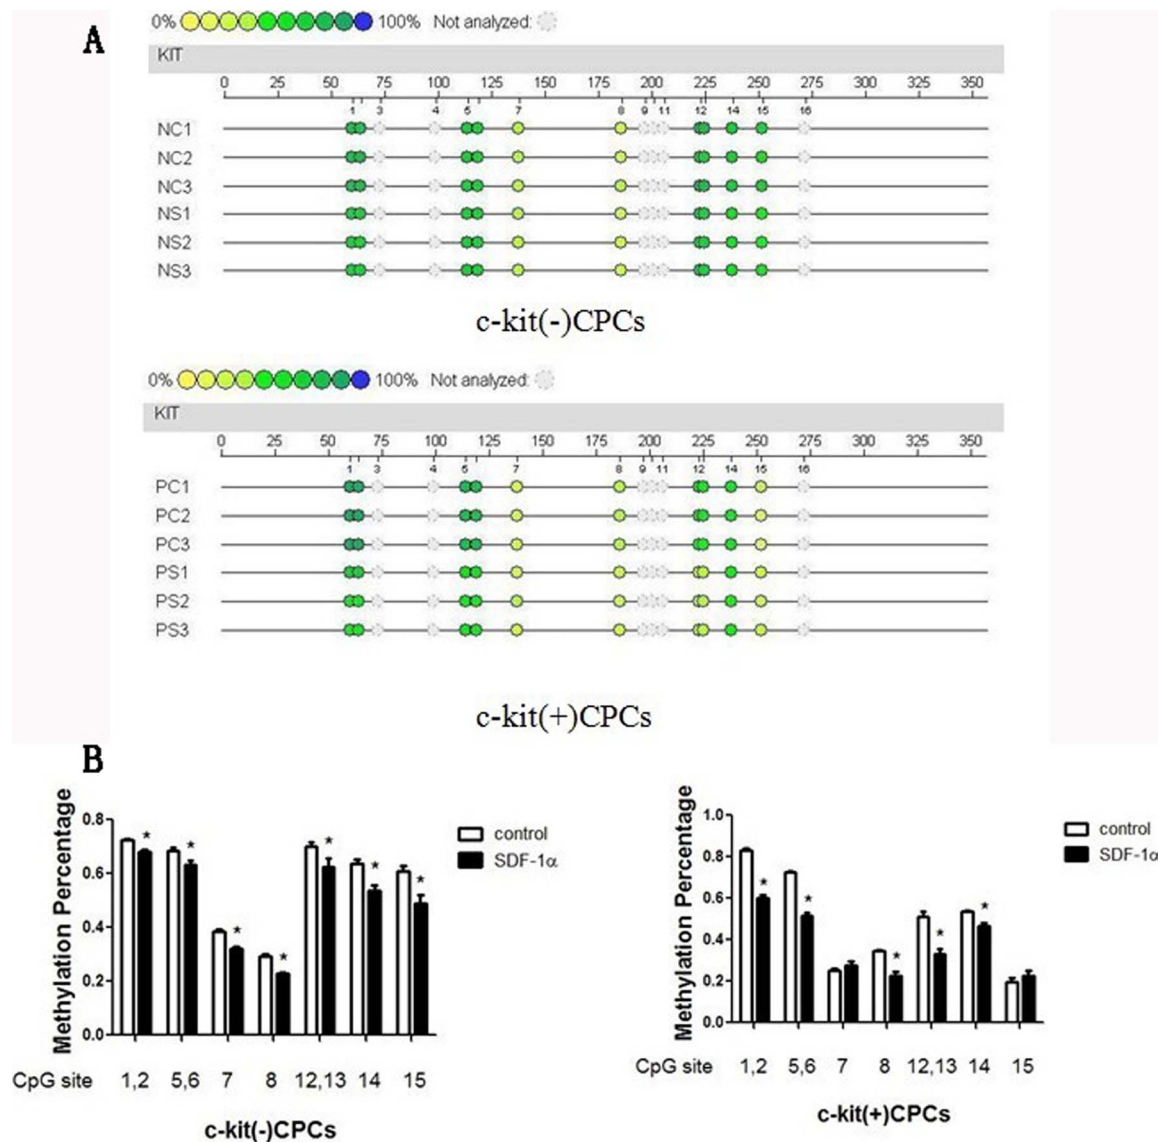 A
0% 100% Not analyzed:
KIT
0 25 50 75 100 125 150 175 200 225 250 275 300 325 350
1 3 4 5 7 8 9 11 12 14 15 16
NC1
NC2
NC3
NS1
NS2
NS3
c-kit(-)CPCs
0% 100% Not analyzed:
KIT
0 25 50 75 100 125 150 175 200 225 250 275 300 325 350
1 3 4 5 7 8 9 11 12 14 15 16
PC1
PC2
PC3
PS1
PS2
PS3
c-kit(+)CPCs
B
Methylation Percentage
0.8
0.6
0.4
0.2
0.0
* * * * * * *
control
SDF-1α
CpG site 1,2 5,6 7 8 12,13 14 15
c-kit(-)CPCs
Methylation Percentage
1.0
0.8
0.6
0.4
0.2
0.0
* * * * *
control
SDF-1α
CpG site 1,2 5,6 7 8 12,13 14 15
c-kit(+)CPCs